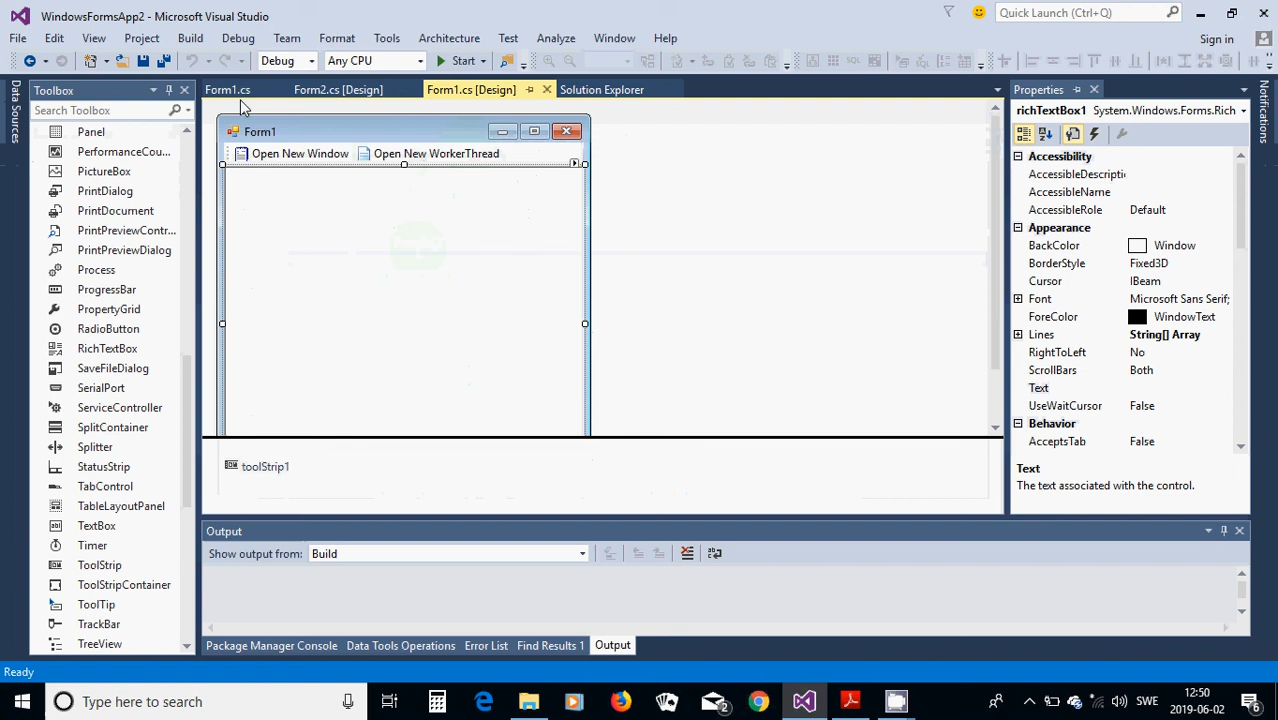 WindowsFormsApp2 - Microsoft Visual Studio
Quick Launch (Ctrl+Q)
File Edit View Project Build Debug Team Format Tools Architecture Test Analyze Window Help
Sign in
Debug Any CPU Start
Data Sources
Toolbox
Search Toolbox
Panel
PerformanceCou...
PictureBox
PrintDialog
PrintDocument
PrintPreviewContr...
PrintPreviewDialog
Process
ProgressBar
PropertyGrid
RadioButton
RichTextBox
SaveFileDialog
SerialPort
ServiceController
SplitContainer
Splitter
StatusStrip
TabControl
TableLayoutPanel
TextBox
Timer
ToolStrip
ToolStripContainer
ToolTip
TrackBar
TreeView
Form1.cs Form2.cs [Design] Form1.cs [Design] Solution Explorer
Form1
Open New Window Open New WorkerThread
toolStrip1
Output
Show output from: Build
Package Manager Console Data Tools Operations Error List Find Results 1 Output
Properties
richTextBox1 System.Windows.Forms.Rich
Accessibility
AccessibleDescripti
AccessibleName
AccessibleRole Default
Appearance
BackColor Window
BorderStyle Fixed3D
Cursor IBeam
Font Microsoft Sans Serif;
ForeColor WindowText
Lines String[] Array
RightToLeft No
ScrollBars Both
Text
UseWaitCursor False
Behavior
AcceptsTab False
Text
The text associated with the control.
Ready
Type here to search
2
SWE
12:50
2019-06-02
6